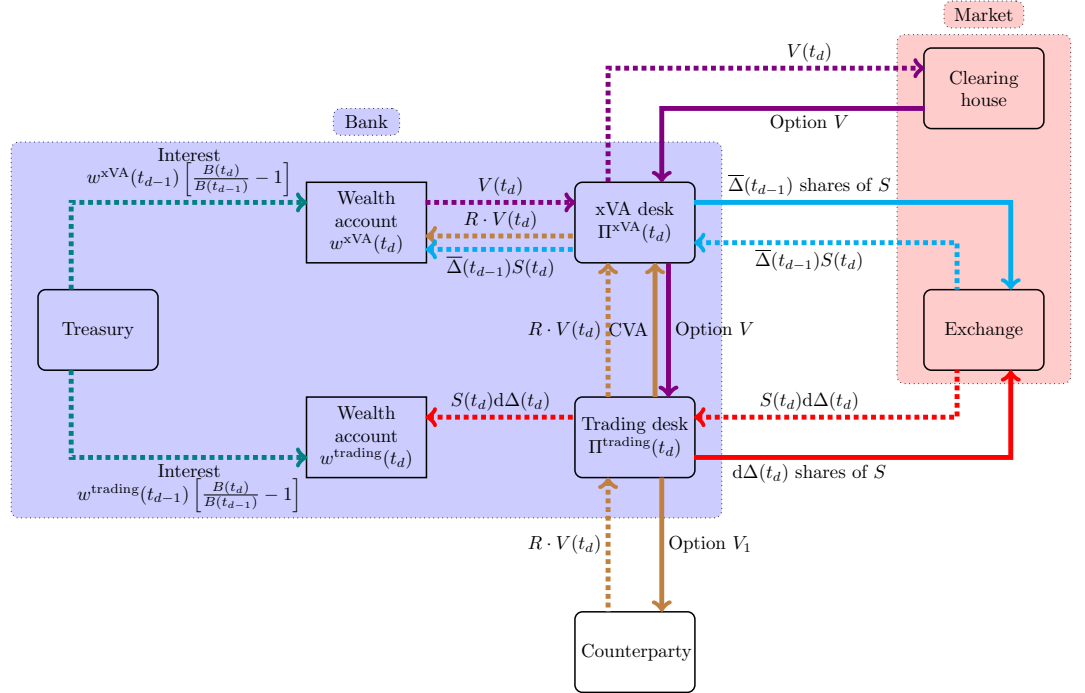 Market
V(t_d)
Clearing
house
Bank
Option V
Interest
w^{xVA}(t_{d-1}) [B(t_d)/B(t_{d-1}) − 1]
Wealth
account
w^{xVA}(t_d)
V(t_d)
R · V(t_d)
Δ̅(t_{d-1})S(t_d)
xVA desk
Π^{xVA}(t_d)
Δ̅(t_{d-1}) shares of S
Δ̅(t_{d-1})S(t_d)
Treasury
R · V(t_d)
CVA
Option V
Exchange
Wealth
account
w^{trading}(t_d)
S(t_d)dΔ(t_d)
Trading desk
Π^{trading}(t_d)
S(t_d)dΔ(t_d)
dΔ(t_d) shares of S
Interest
w^{trading}(t_{d-1}) [B(t_d)/B(t_{d-1}) − 1]
R · V(t_d)
Option V_1
Counterparty